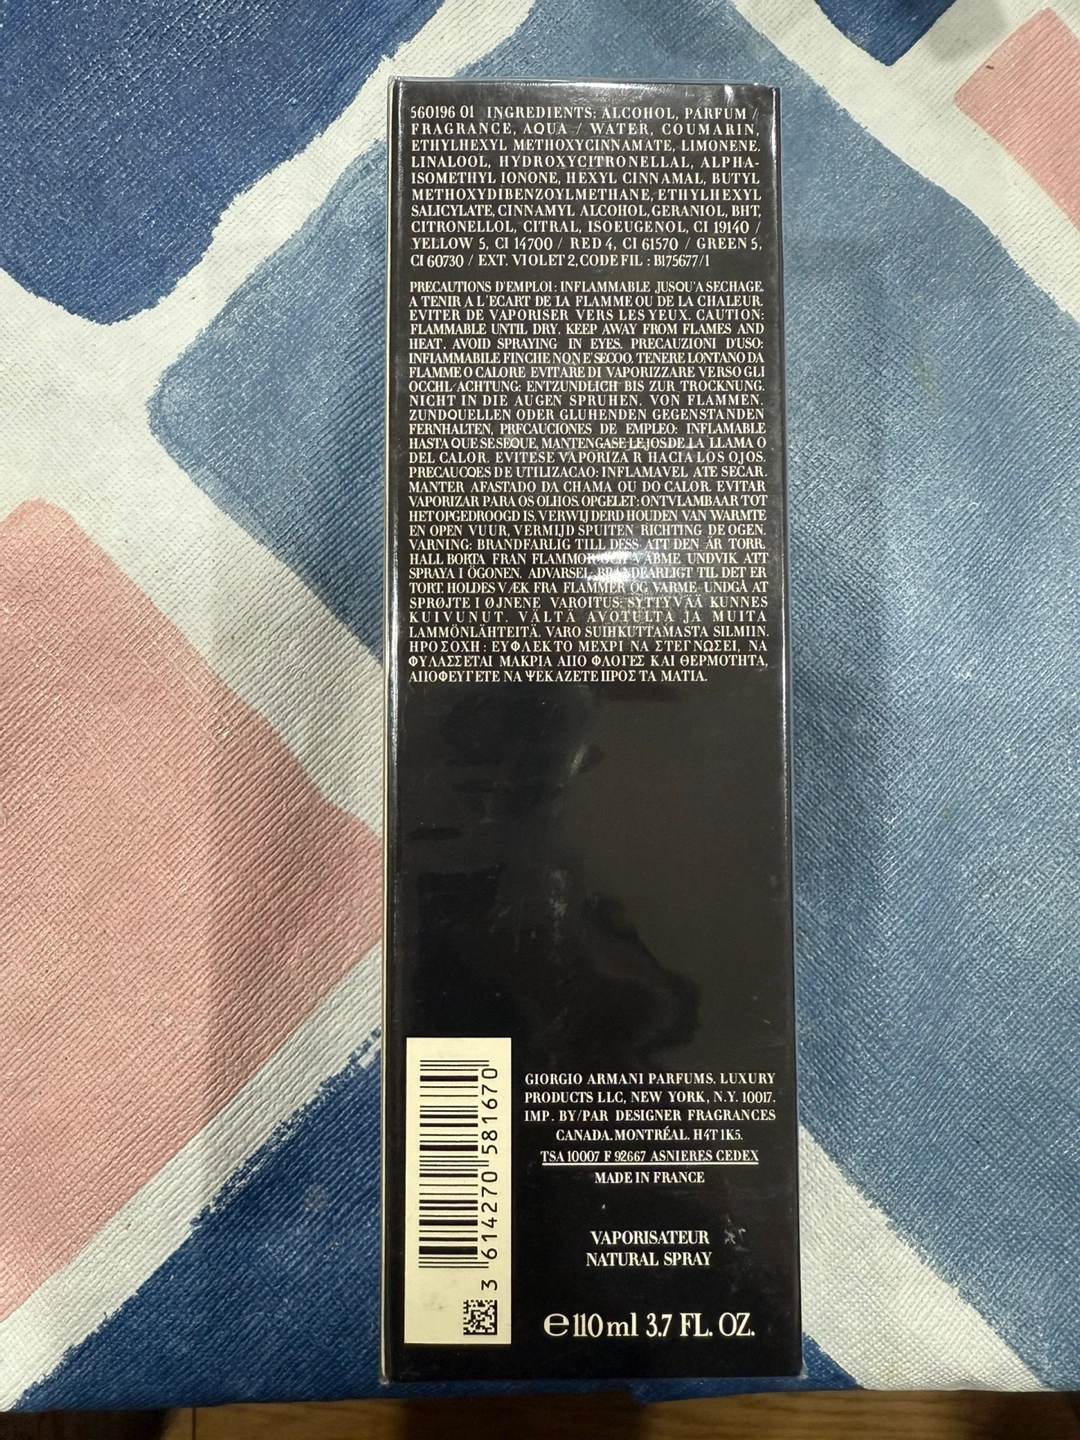 560196 01 INGREDIENTS: ALCOHOL, PARFUM /
FRAGRANCE, AQUA / WATER, COUMARIN,
ETHYLHEXYL METHOXYCINNAMATE, LIMONENE,
LINALOOL, HYDROXYCITRONELLAL, ALPHA-
ISOMETHYL IONONE, HEXYL CINNAMAL, BUTYL
METHOXYDIBENZOYLMETHANE, ETHYLHEXYL
SALICYLATE, CINNAMYL ALCOHOL, GERANIOL, BHT,
CITRONELLOL, CITRAL, ISOEUGENOL, CI 19140 /
YELLOW 5, CI 14700 / RED 4, CI 61570 / GREEN 5,
CI 60730 / EXT. VIOLET 2, CODE FIL : B175677/1
PRECAUTIONS D'EMPLOI : INFLAMMABLE JUSQU'A SECHAGE.
A TENIR A L'ECART DE LA FLAMME OU DE LA CHALEUR.
EVITER DE VAPORISER VERS LES YEUX. CAUTION:
FLAMMABLE UNTIL DRY. KEEP AWAY FROM FLAMES AND
HEAT. AVOID SPRAYING IN EYES. PRECAUZIONI D'USO:
INFIAMMABILE FINCHE NON E' SECCO. TENERE LONTANO DA
FLAMME O CALORE EVITARE DI VAPORIZZARE VERSO GLI
OCCHI. ACHTUNG: ENTZUNDLICH BIS ZUR TROCKNUNG.
NICHT IN DIE AUGEN SPRUHEN. VON FLAMMEN.
ZUNDQUELLEN ODER GLUHENDEN GEGENSTANDEN
FERNHALTEN, PRFCAUCIONES DE EMPLEO: INFLAMABLE
HASTA QUE SESEQUE, MANTENGASE LEJOS DE LA LLAMA O
DEL CALOR. EVITESE VAPORIZA R HACIA LOS OJOS.
PRECAUCOES DE UTILIZACAO: INFLAMAVEL ATE SECAR.
MANTER AFASTADO DA CHAMA OU DO CALOR. EVITAR
VAPORIZAR PARA OS OLHOS. OPGELET: ONTVLAMBAAR TOT
HET OPGEDROOGD IS. VERWIJDERD HOUDEN VAN WARMTE
EN OPEN VUUR, VERMIJD SPUITEN RICHTING DE OGEN.
VARNING: BRANDFARLIG TILL DESS ATT DEN ÄR TORR.
HALL BORTA FRAN FLAMMOR OCH VÄRME UNDVIK ATT
SPRAYA I ÖGONEN. ADVARSEL: BRANDFARLIGT TIL DET ER
TORT. HOLDES VÆK FRA FLAMMER OG VARME. UNDGÅ AT
SPRØJTE I ØJNENE VAROITUS: SYTTYVÄÄ KUNNES
KUIVUNUT. VÄLTÄ AVOTULTA JA MUITA
LAMMÖNLÄHTEITÄ. VARO SUIHKUTTAMASTA SILMIIN.
ΠΡΟΣΟΧΗ : ΕΥΦΛΕΚΤΟ ΜΕΧΡΙ ΝΑ ΣΤΕΓΝΩΣΕΙ, ΝΑ
ΦΥΛΑΣΣΕΤΑΙ ΜΑΚΡΙΑ ΑΠΟ ΦΛΟΓΕΣ ΚΑΙ ΘΕΡΜΟΤΗΤΑ,
ΑΠΟΦΕΥΓΕΤΕ ΝΑ ΨΕΚΑΖΕΤΕ ΠΡΟΣ ΤΑ ΜΑΤΙΑ.
3 614270 581670
GIORGIO ARMANI PARFUMS. LUXURY
PRODUCTS LLC, NEW YORK, N.Y. 10017.
IMP. BY/PAR DESIGNER FRAGRANCES
CANADA. MONTRÉAL. H4T 1K5.
TSA 10007 F 92667 ASNIERES CEDEX
MADE IN FRANCE
VAPORISATEUR
NATURAL SPRAY
℮ 110 ml 3.7 FL. OZ.